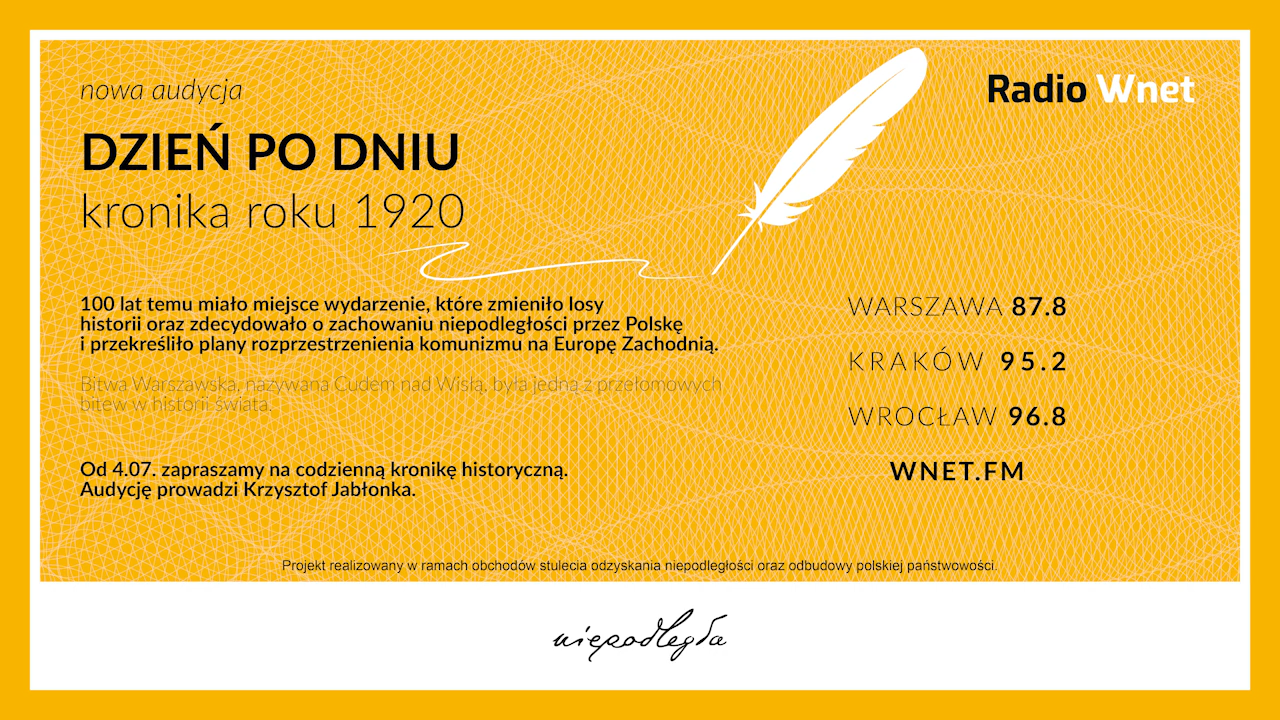 nowa audycja
DZIEŃ PO DNIU
kronika roku 1920
Radio Wnet
100 lat temu miało miejsce wydarzenie, które zmieniło losy
historii oraz zdecydowało o zachowaniu niepodległości przez Polskę
i przekreśliło plany rozprzestrzenienia komunizmu na Europę Zachodnią.
Bitwa Warszawska, nazywana Cudem nad Wisłą, była jedną z przełomowych
bitew w historii świata.
Od 4.07. zapraszamy na codzienną kronikę historyczną.
Audycję prowadzi Krzysztof Jabłonka.
WARSZAWA 87.8
KRAKÓW 95.2
WROCŁAW 96.8
WNET.FM
Projekt realizowany w ramach obchodów stulecia odzyskania niepodległości oraz odbudowy polskiej państwowości.
niepodległa